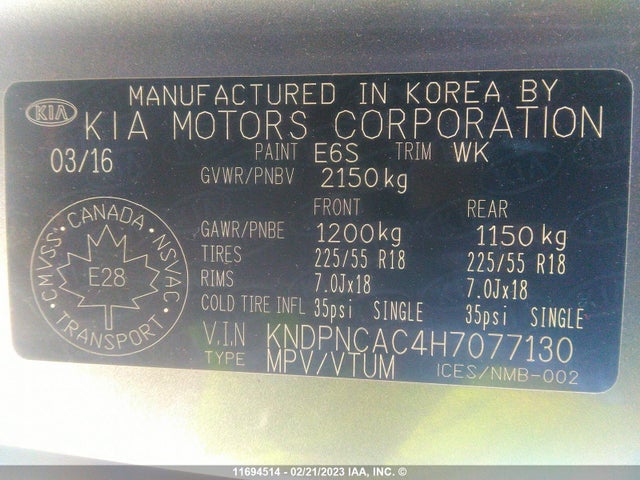 KIA
MANUFACTURED IN KOREA BY
KIA MOTORS CORPORATION
03/16 PAINT E6S TRIM WK
GVWR/PNBV 2150kg
FRONT REAR
GAWR/PNBE 1200kg 1150kg
TIRES 225/55 R18 225/55 R18
RIMS 7.0Jx18 7.0Jx18
COLD TIRE INFL 35psi SINGLE 35psi SINGLE
V.I.N KNDPNCAC4H7077130
TYPE MPV/VTUM ICES/NMB-002
CMVSS • CANADA • NSVAC • TRANSPORT •
E28
11694514 - 02/21/2023 IAA, INC. ©